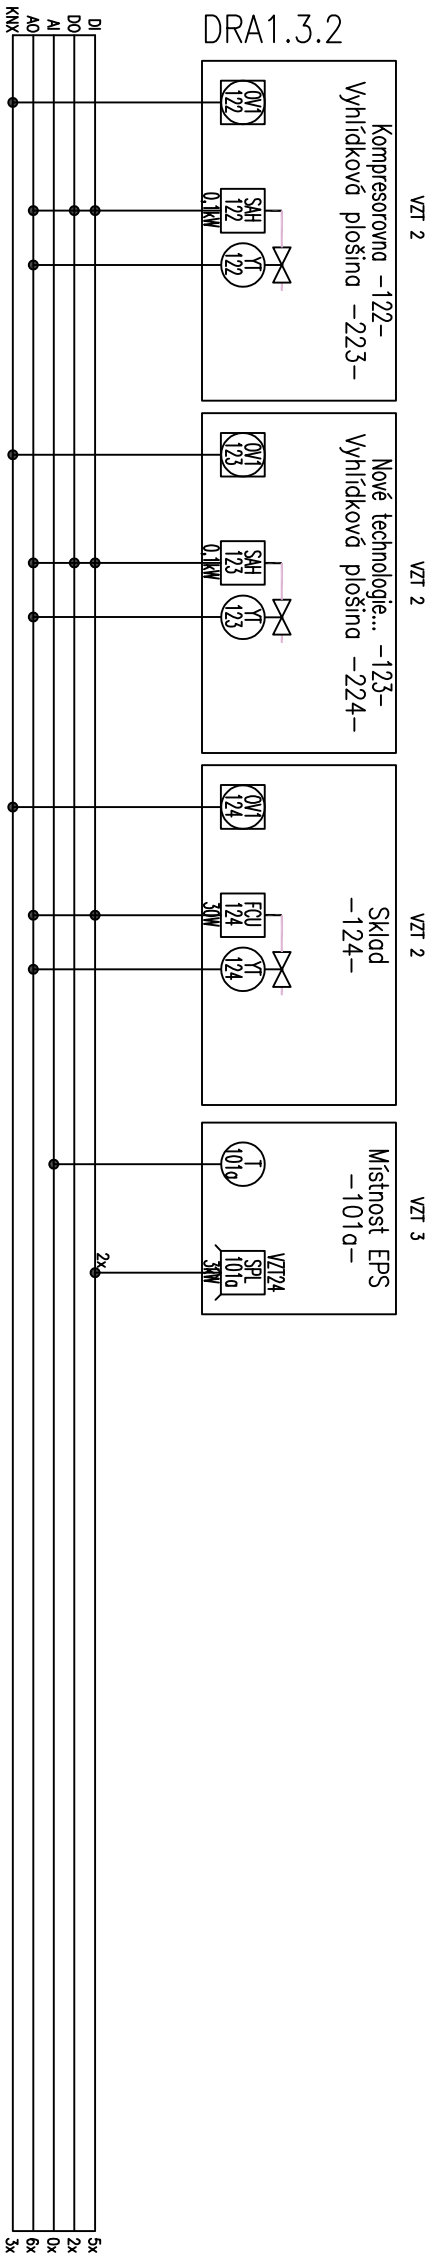 DRA1.3.2
VZT 2
Kompresorovna -122-
Vyhlídková plošina -223-
OV1
122
SAH
122
0,1kW
YT
122
VZT 2
Nové technologie... -123-
Vyhlídková plošina -224-
OV1
123
SAH
123
0,1kW
YT
123
VZT 2
Sklad
-124-
OV1
124
FCU
124
30W
YT
124
VZT 3
Místnost EPS
-101a-
T
101a
VZT24
SPL
101a
2x
DI
DO
AI
AO
KNX
5x
2x
0x
6x
3x